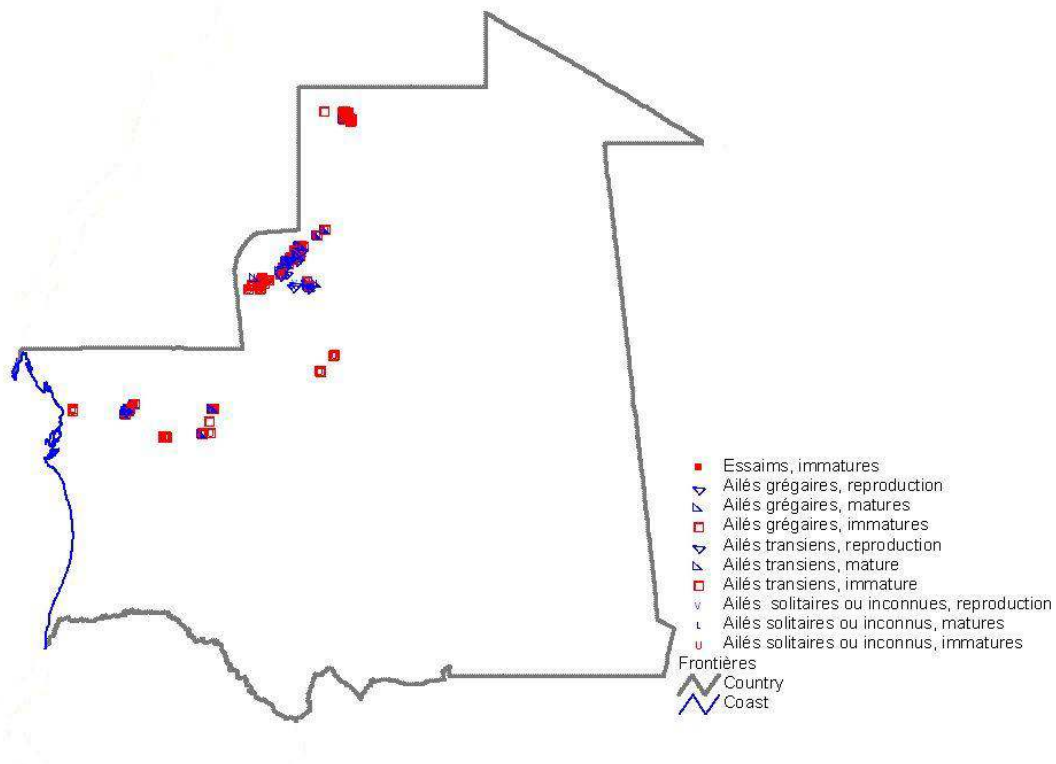 Essaims, immatures
Ailés grégaires, reproduction
Ailés grégaires, matures
Ailés grégaires, immatures
Ailés transiens, reproduction
Ailés transiens, mature
Ailés transiens, immature
Ailés solitaires ou inconnues, reproduction
Ailés solitaires ou inconnus, matures
Ailés solitaires ou inconnus, immatures
Frontières
Country
Coast